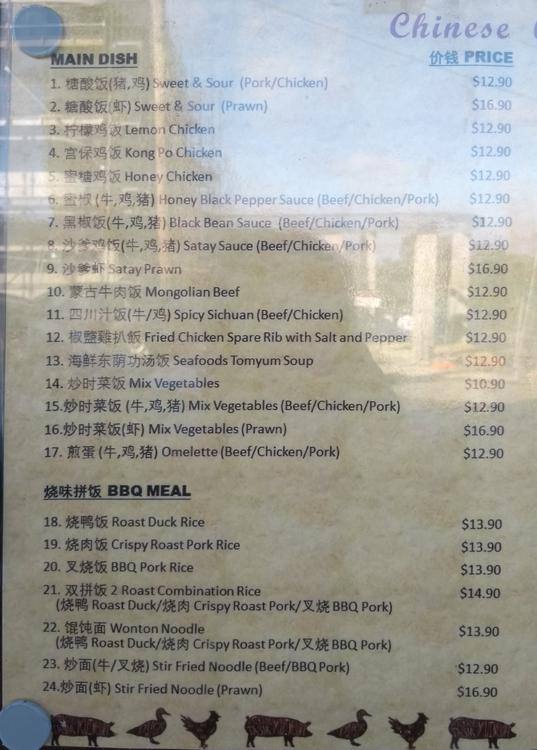 Chinese
MAIN DISH 价钱 PRICE
1. 糖酸饭(猪,鸡) Sweet & Sour (Pork/Chicken) $12.90
2. 糖酸饭(虾) Sweet & Sour (Prawn) $16.90
3. 柠檬鸡饭 Lemon Chicken $12.90
4. 宫保鸡饭 Kong Po Chicken $12.90
5. 蜜糖鸡饭 Honey Chicken $12.90
6. 蜜椒 (牛,鸡,猪) Honey Black Pepper Sauce (Beef/Chicken/Pork) $12.90
7. 黑椒饭(牛,鸡,猪) Black Bean Sauce (Beef/Chicken/Pork) $12.90
8. 沙爹鸡饭(牛,鸡,猪) Satay Sauce (Beef/Chicken/Pork) $12.90
9. 沙爹虾 Satay Prawn $16.90
10. 蒙古牛肉饭 Mongolian Beef $12.90
11. 四川汁饭(牛/鸡) Spicy Sichuan (Beef/Chicken) $12.90
12. 椒鹽雞扒飯 Fried Chicken Spare Rib with Salt and Pepper $12.90
13. 海鲜东荫功汤饭 Seafoods Tomyum Soup $12.90
14. 炒时菜饭 Mix Vegetables $10.90
15.炒时菜饭 (牛,鸡,猪) Mix Vegetables (Beef/Chicken/Pork) $12.90
16.炒时菜饭(虾) Mix Vegetables (Prawn) $16.90
17. 煎蛋 (牛,鸡,猪) Omelette (Beef/Chicken/Pork) $12.90
烧味拼饭 BBQ MEAL
18. 烧鸭饭 Roast Duck Rice $13.90
19. 烧肉饭 Crispy Roast Pork Rice $13.90
20. 叉烧饭 BBQ Pork Rice $13.90
21. 双拼饭 2 Roast Combination Rice $14.90
(烧鸭 Roast Duck/烧肉 Crispy Roast Pork/叉烧 BBQ Pork)
22. 馄饨面 Wonton Noodle $13.90
(烧鸭 Roast Duck/烧肉 Crispy Roast Pork/叉烧 BBQ Pork)
23. 炒面(牛/叉烧) Stir Fried Noodle (Beef/BBQ Pork) $12.90
24.炒面(虾) Stir Fried Noodle (Prawn) $16.90